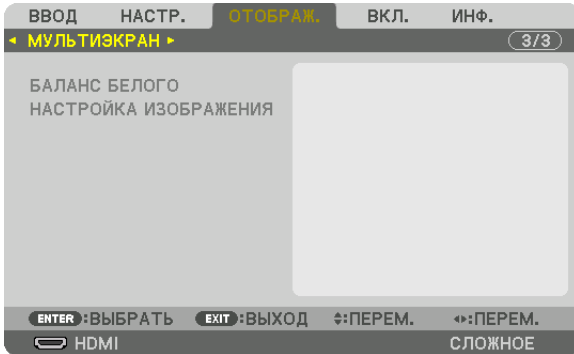 ВВОД НАСТР. ОТОБРАЖ. ВКЛ. ИНФ.
МУЛЬТИЭКРАН 3/3
БАЛАНС БЕЛОГО
НАСТРОЙКА ИЗОБРАЖЕНИЯ
ENTER :ВЫБРАТЬ EXIT :ВЫХОД :ПЕРЕМ. :ПЕРЕМ.
HDMI СЛОЖНОЕ